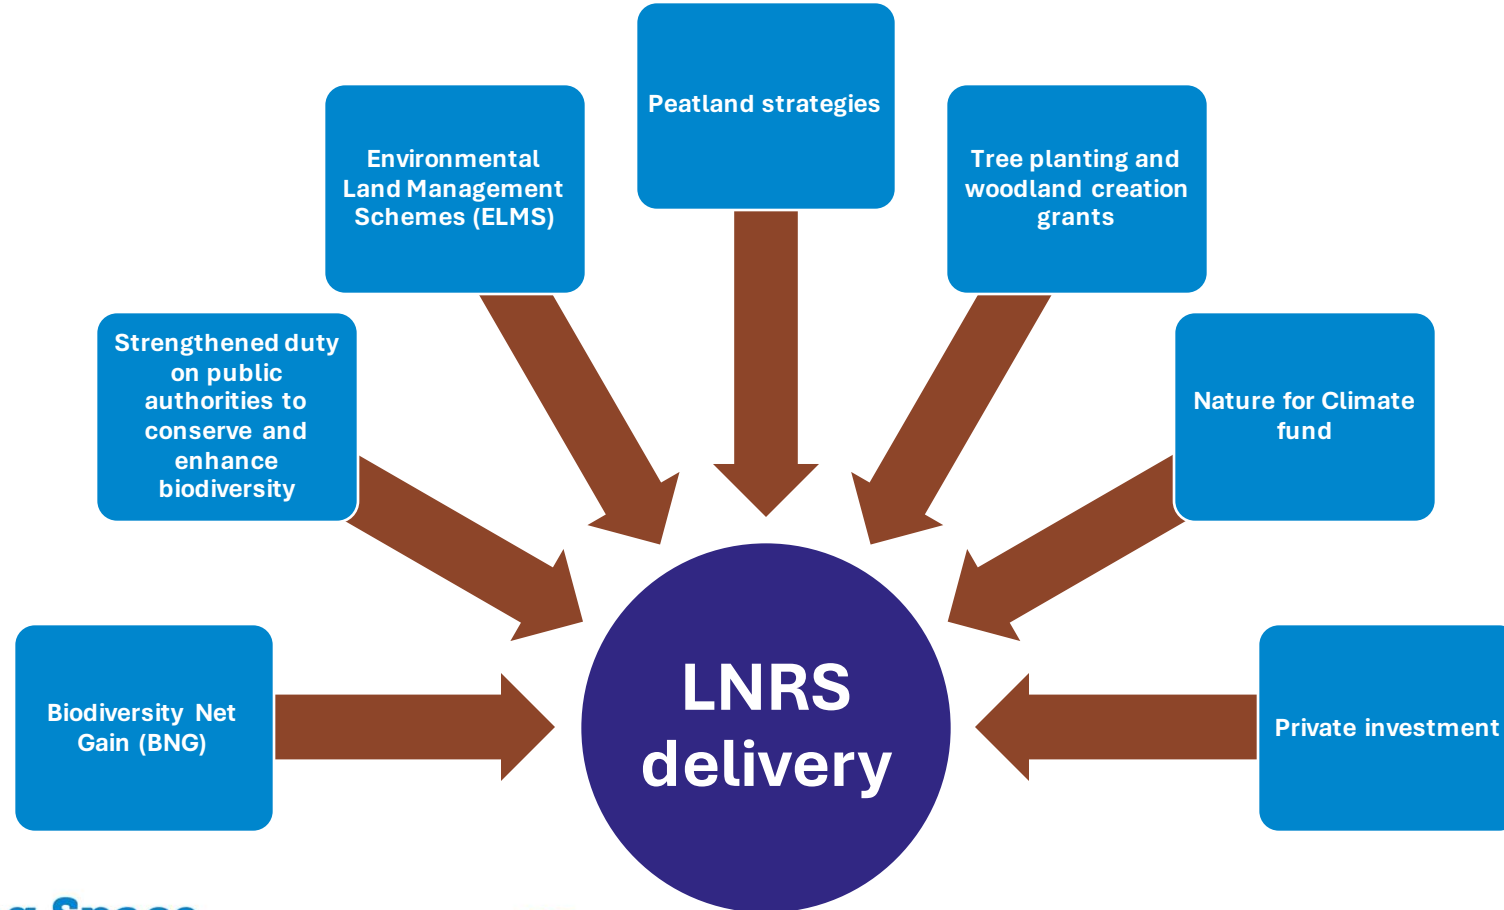 Peatland strategies
Environmental
Land Management
Schemes (ELMS)
Tree planting and
woodland creation
grants
Strengthened duty
on public
authorities to
conserve and
enhance
biodiversity
Nature for Climate
fund
Biodiversity Net
Gain (BNG)
LNRS
delivery
Private investment